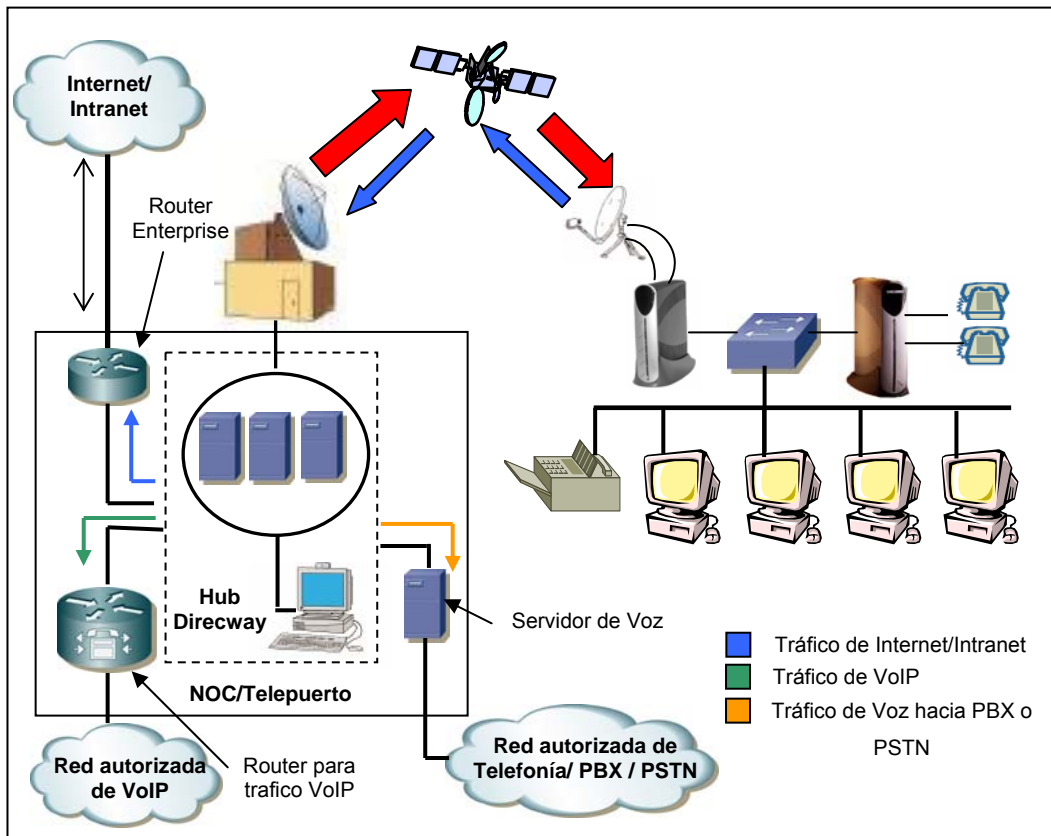 Internet/
Intranet
Router
Enterprise
Hub
Direcway
Servidor de Voz
NOC/Telepuerto
Tráfico de Internet/Intranet
Tráfico de VoIP
Tráfico de Voz hacia PBX o
PSTN
Red autorizada
de VoIP
Router para
trafico VoIP
Red autorizada de
Telefonía/ PBX / PSTN